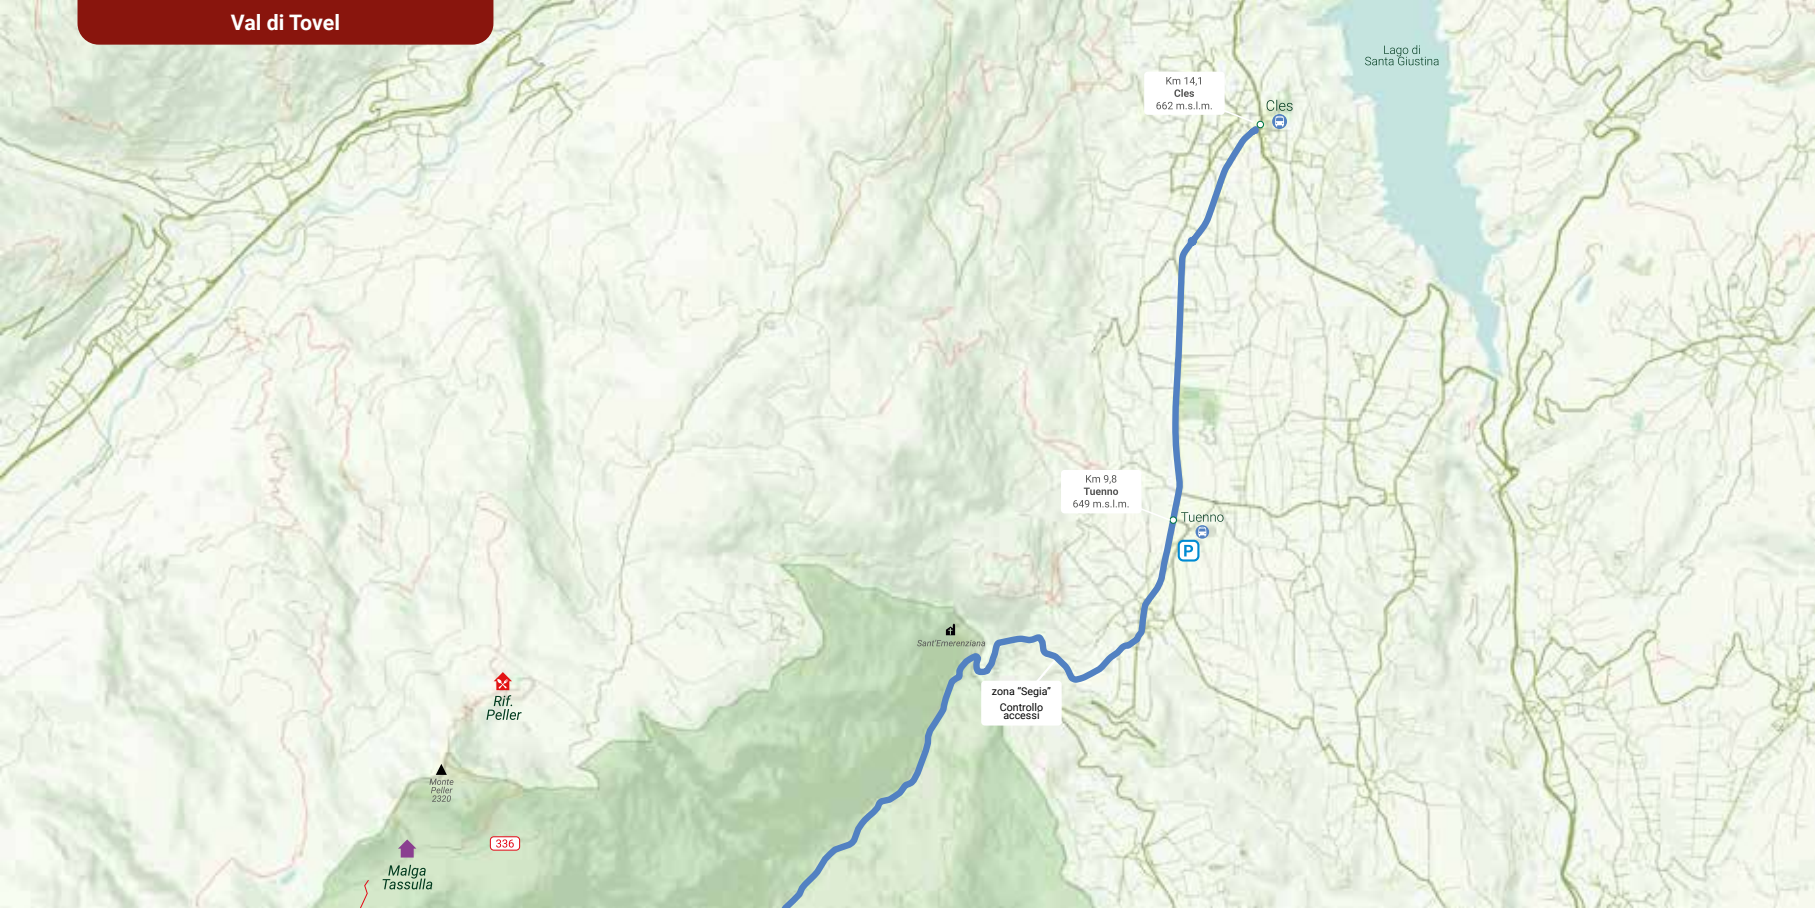 Val di Tovel
Lago di
Santa Giustina
Km 14,1
Cles
662 m.s.l.m.
Cles
Km 9,8
Tuenno
649 m.s.l.m.
Tuenno
P
Sant'Emerenziana
zona "Segia"
Controllo
accessi
Rif.
Peller
Monte
Peller
2320
336
Malga
Tassulla